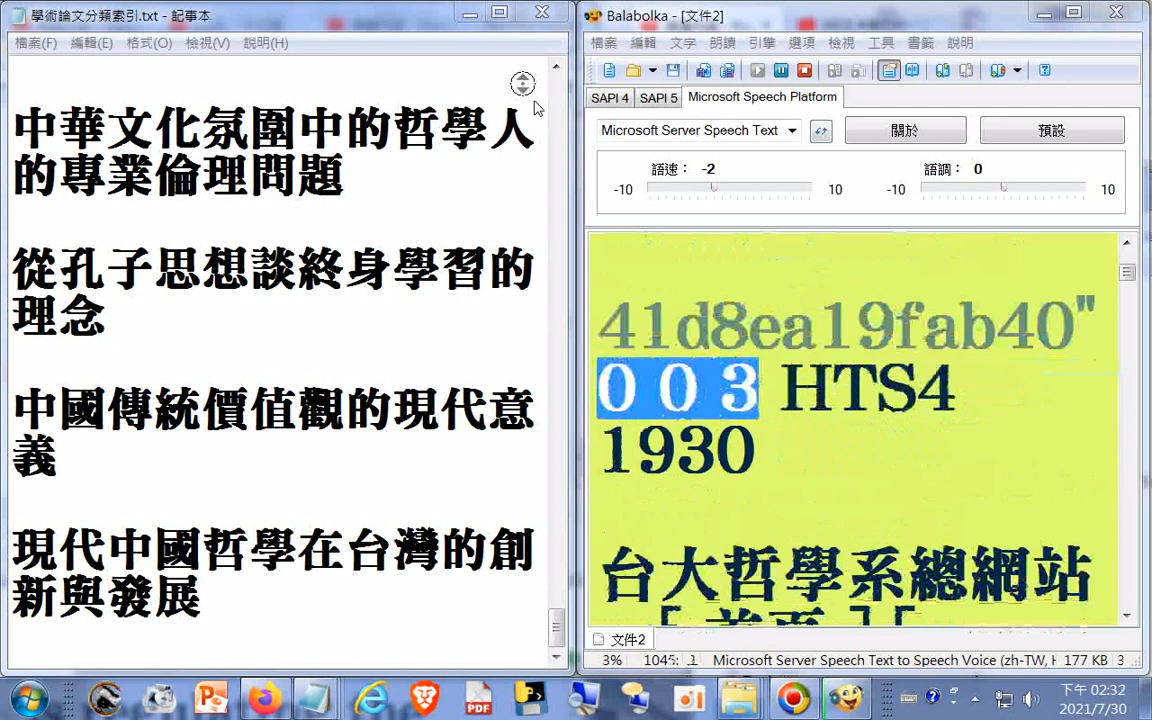 學術論文分類索引.txt - 記事本
檔案(F) 編輯(E) 格式(O) 檢視(V) 說明(H)
中華文化氛圍中的哲學人
的專業倫理問題
從孔子思想談終身學習的
理念
中國傳統價值觀的現代意
義
現代中國哲學在台灣的創
新與發展
Balabolka - [文件2]
檔案 編輯 文字 朗讀 引擎 選項 檢視 工具 書籤 說明
SAPI 4 SAPI 5 Microsoft Speech Platform
Microsoft Server Speech Text 關於 預設
語速： -2 語調： 0
-10 10 -10 10
41d8ea19fab40"
0 0 3 HTS4
1930
台大哲學系總網站
文件2
3% 1045: 1 Microsoft Server Speech Text to Speech Voice (zh-TW, H 177 KB 3
PDF
下午 02:32
2021/7/30